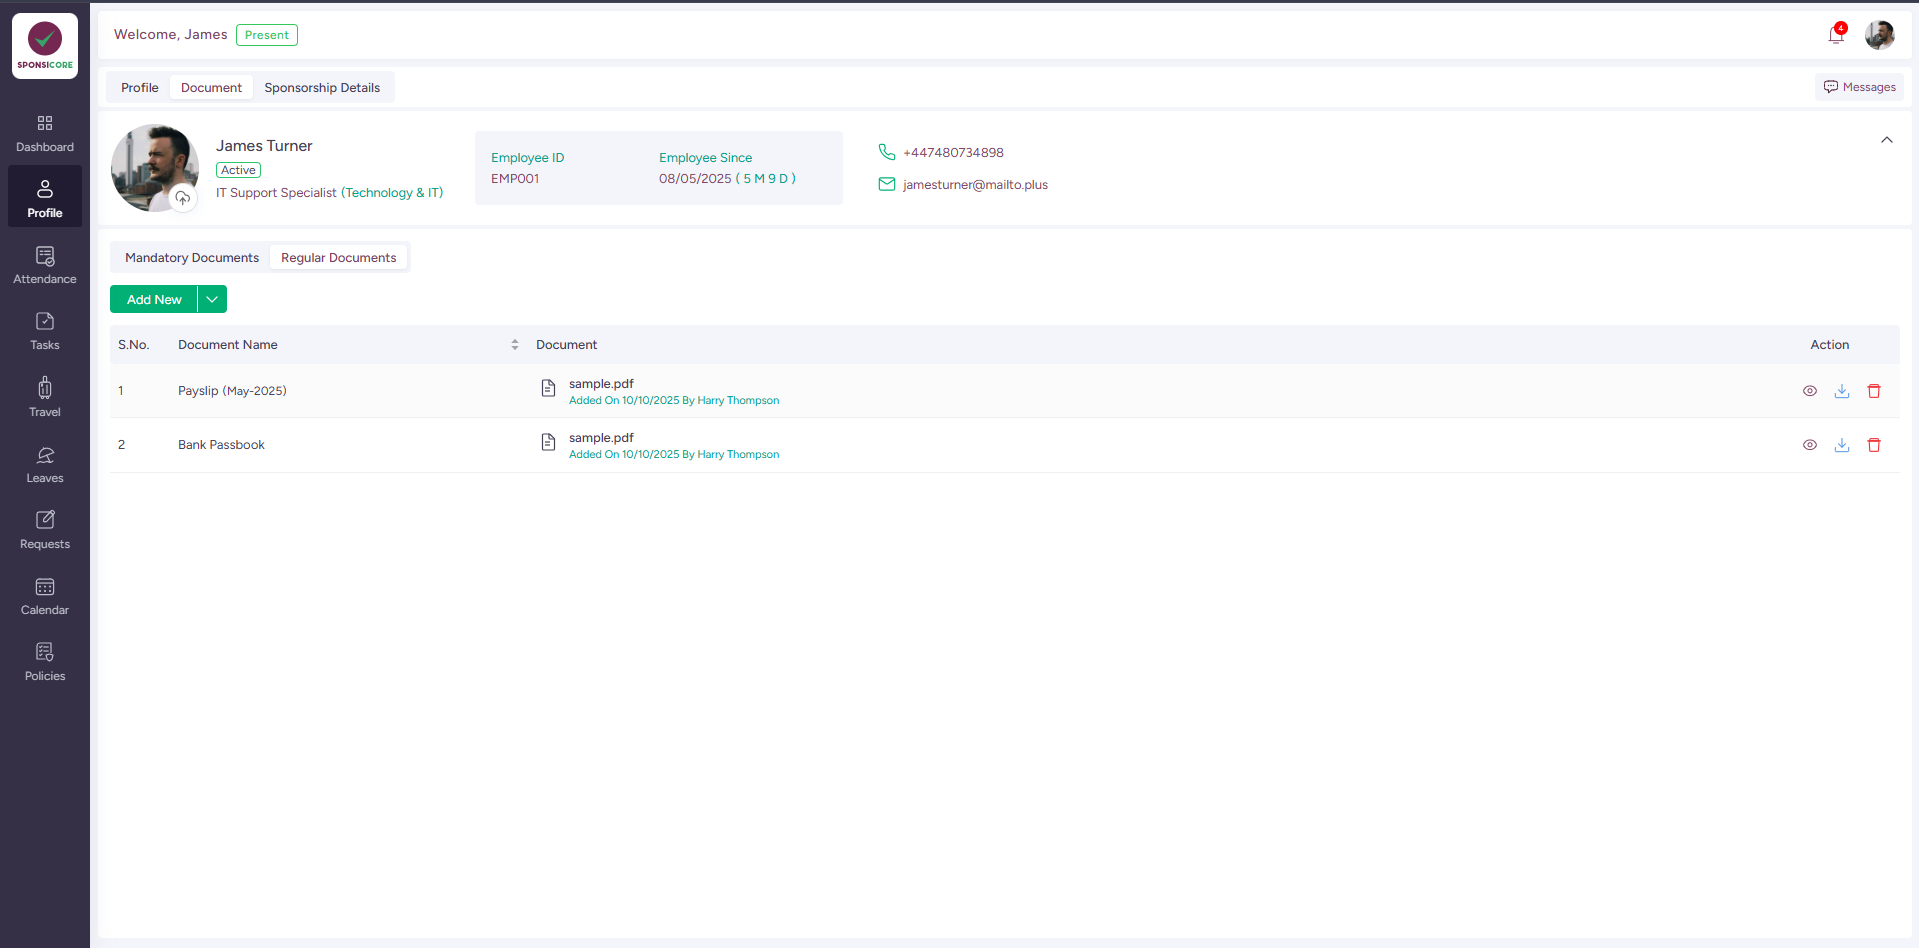 SPONSICORE
Welcome, James
Present
4
Profile
Document
Sponsorship Details
Messages
Dashboard
Profile
Attendance
Tasks
Travel
Leaves
Requests
Calendar
Policies
James Turner
Active
IT Support Specialist (Technology & IT)
Employee ID
EMP001
Employee Since
08/05/2025 ( 5 M 9 D )
+447480734898
jamesturner@mailto.plus
Mandatory Documents
Regular Documents
Add New
S.No. Document Name Document Action
1 Payslip (May-2025) sample.pdf
Added On 10/10/2025 By Harry Thompson
2 Bank Passbook sample.pdf
Added On 10/10/2025 By Harry Thompson